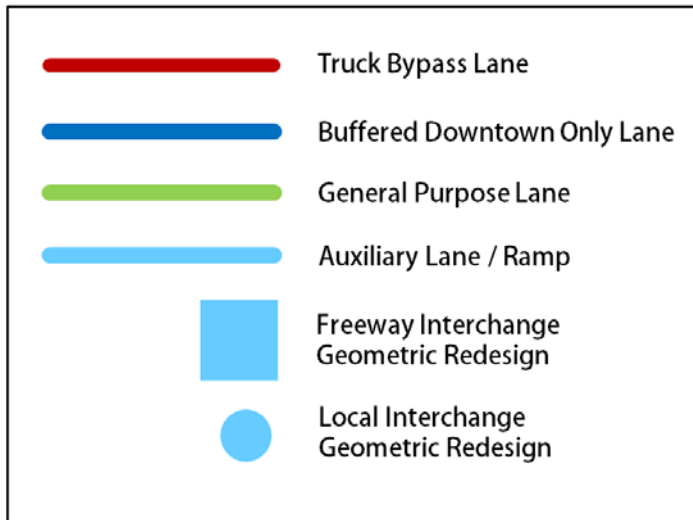 Truck Bypass Lane
Buffered Downtown Only Lane
General Purpose Lane
Auxiliary Lane / Ramp
Freeway Interchange
Geometric Redesign
Local Interchange
Geometric Redesign